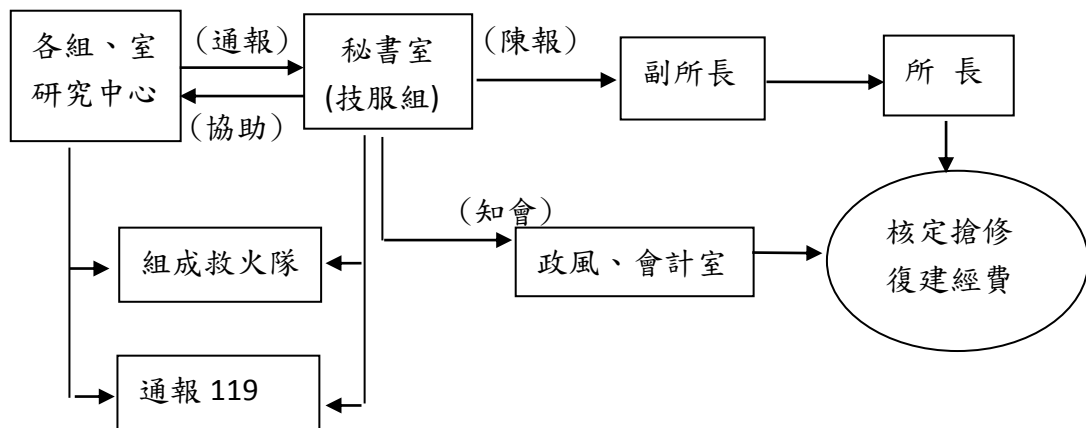 各組、室
研究中心
(通報)
(協助)
秘書室
(技服組)
(陳報)
副所長
所 長
(知會)
政風、會計室
核定搶修
復建經費
組成救火隊
通報 119